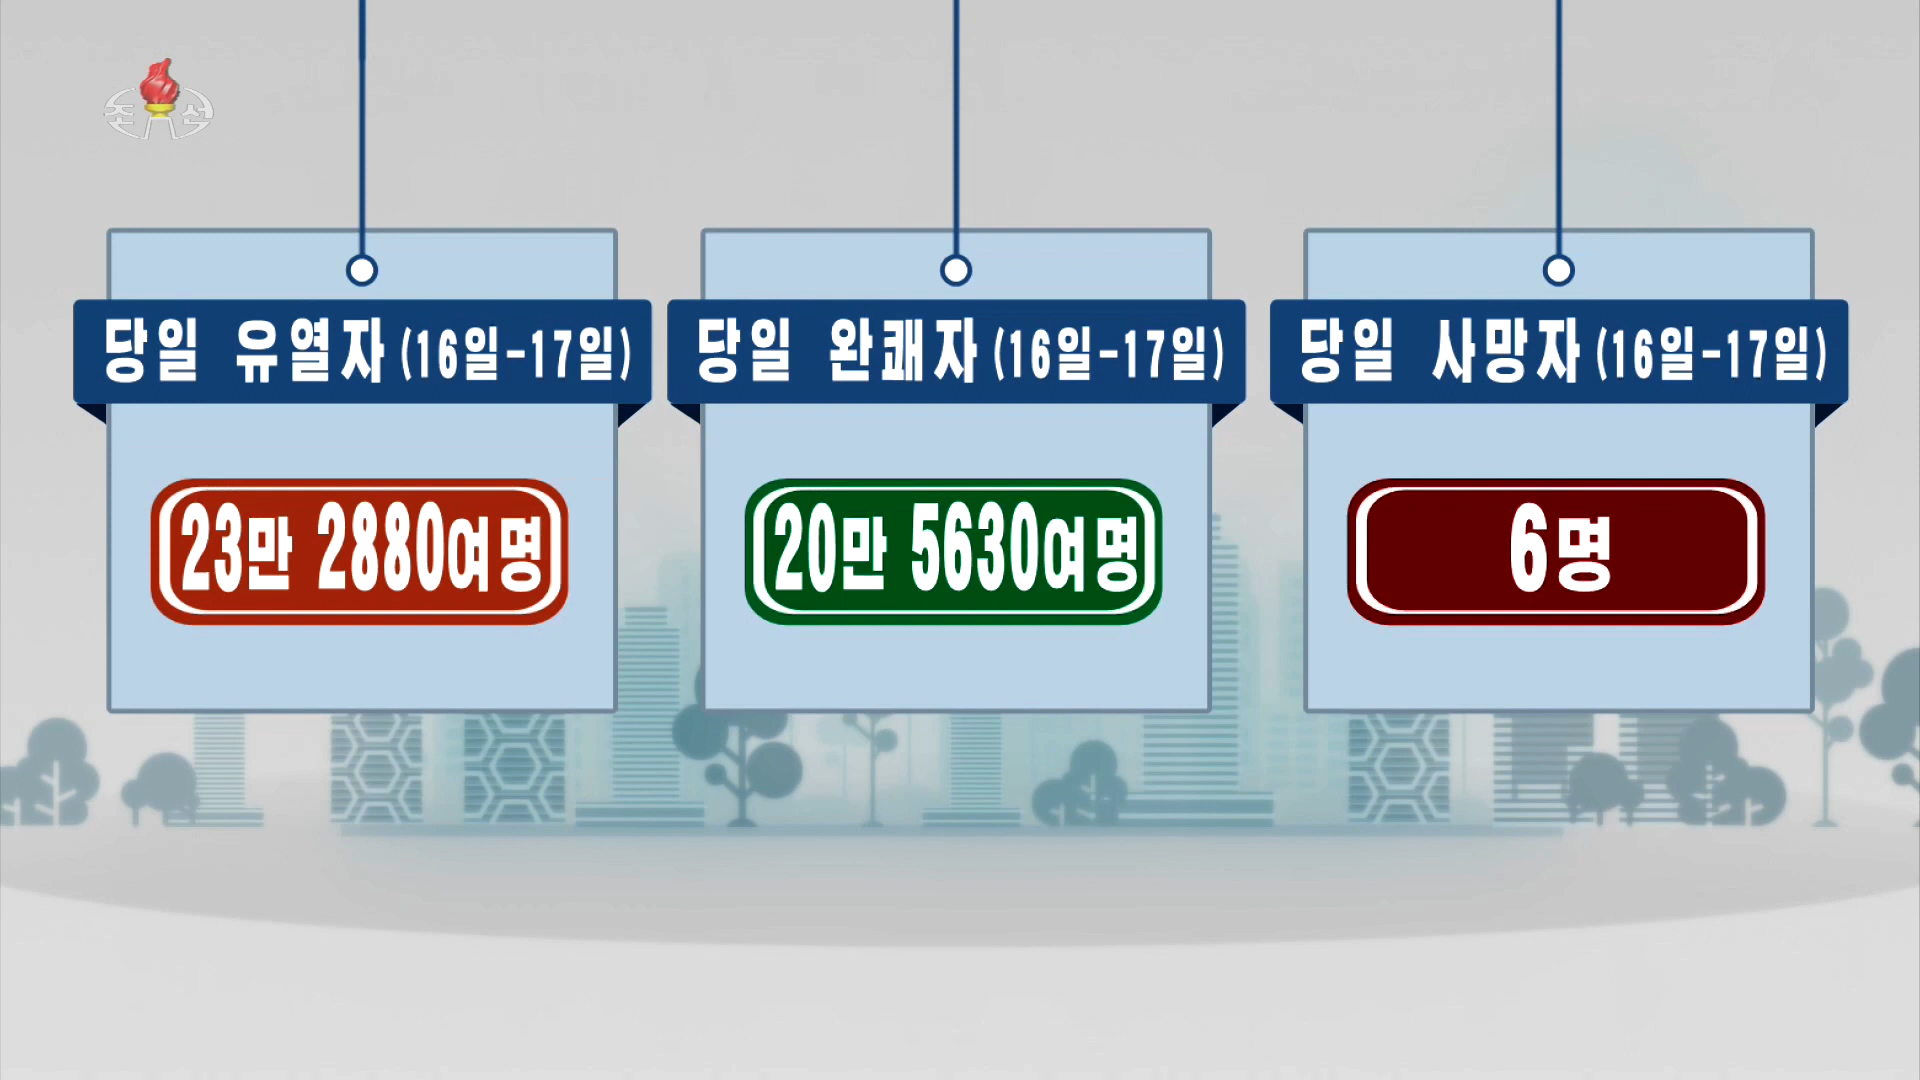 조선
당일 유열자 (16일-17일)
23만 2880여명
당일 완쾌자 (16일-17일)
20만 5630여명
당일 사망자 (16일-17일)
6명